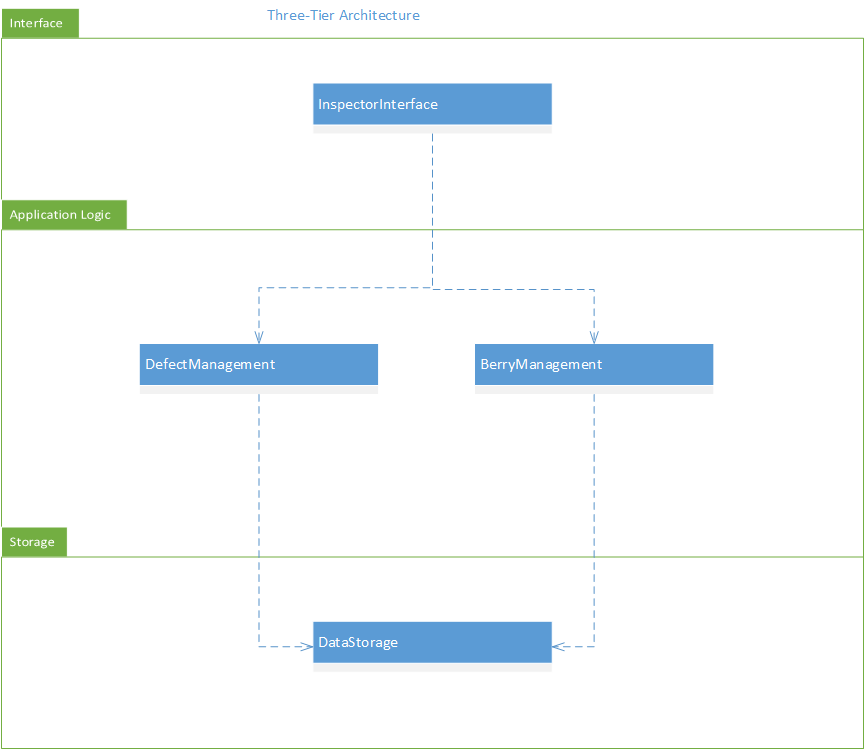 Interface
Three-Tier Architecture
InspectorInterface
Application Logic
DefectManagement
BerryManagement
Storage
DataStorage